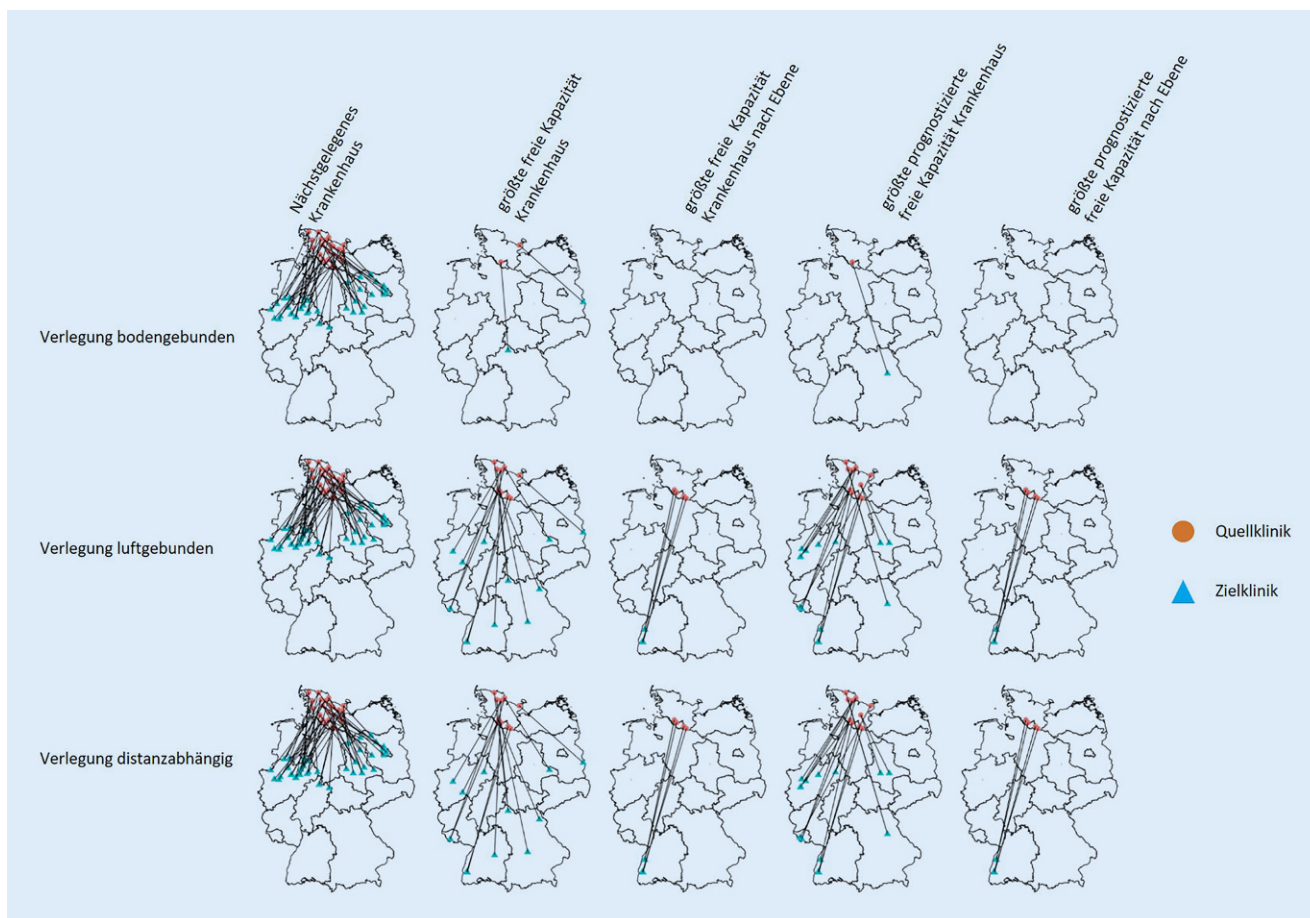 Nächstgelegenes
Krankenhaus
größte freie Kapazität
Krankenhaus
größte freie Kapazität
Krankenhaus nach Ebene
größte prognostizierte
freie Kapazität Krankenhaus
größte prognostizierte
freie Kapazität nach Ebene
Verlegung bodengebunden
Verlegung luftgebunden
Quellklinik
Zielklinik
Verlegung distanzabhängig